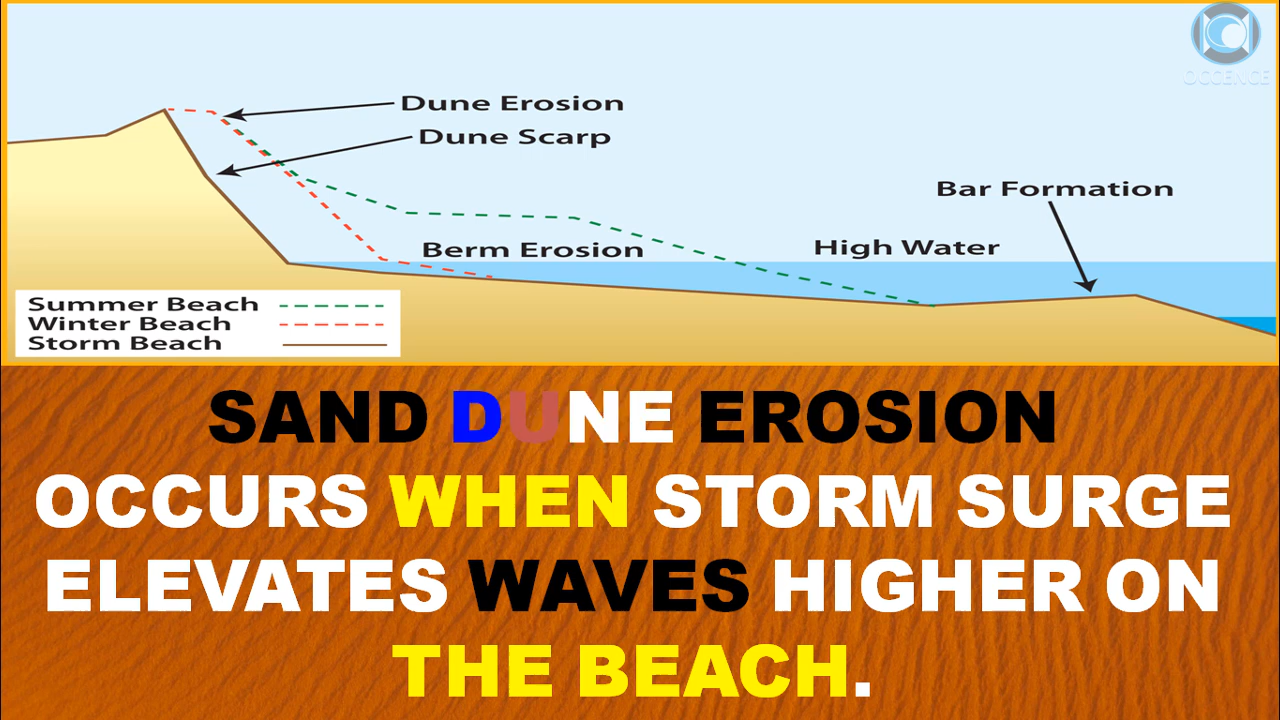 OCCENCE
Dune Erosion
Dune Scarp
Bar Formation
Berm Erosion
High Water
Summer Beach
Winter Beach
Storm Beach
SAND DUNE EROSION
OCCURS WHEN STORM SURGE
ELEVATES WAVES HIGHER ON
THE BEACH.